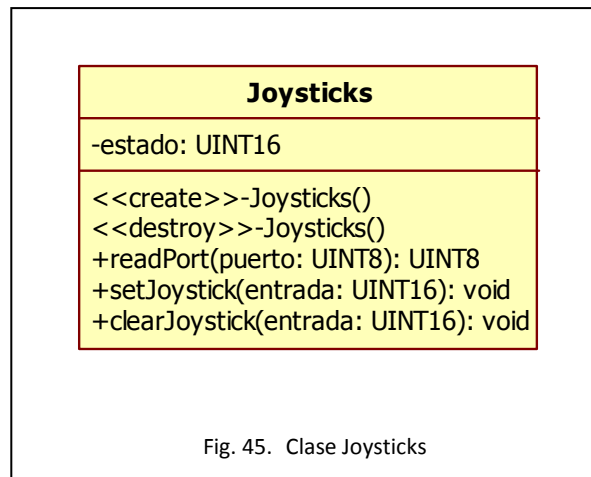 Joysticks
-estado: UINT16
<<create>>-Joysticks()
<<destroy>>-Joysticks()
+readPort(puerto: UINT8): UINT8
+setJoystick(entrada: UINT16): void
+clearJoystick(entrada: UINT16): void
Fig. 45. Clase Joysticks